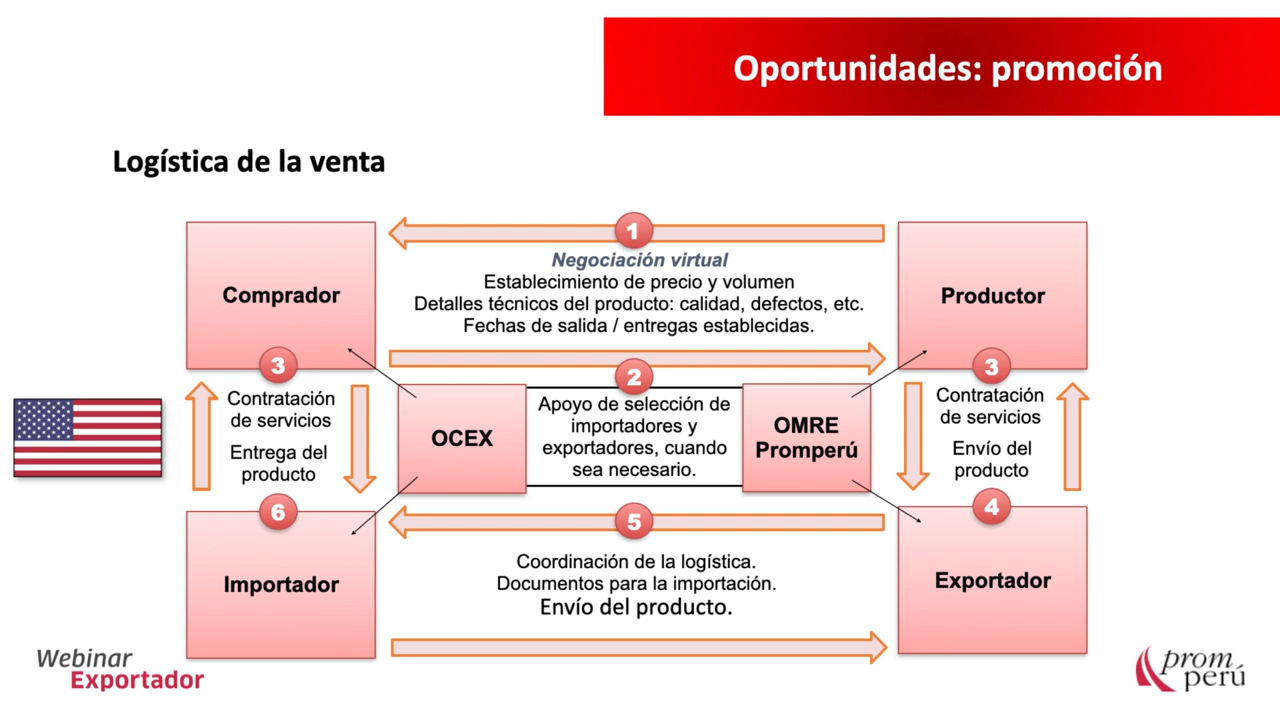 Oportunidades: promoción
Logística de la venta
1
Negociación virtual
Establecimiento de precio y volumen
Detalles técnicos del producto: calidad, defectos, etc.
Fechas de salida / entregas establecidas.
Comprador
Productor
3
2
3
Contratación
de servicios
Entrega del
producto
OCEX
Apoyo de selección de
importadores y
exportadores, cuando
sea necesario.
OMRE
Promperú
Contratación
de servicios
Envío del
producto
6
5
4
Importador
Coordinación de la logística.
Documentos para la importación.
Envío del producto.
Exportador
Webinar
Exportador
prom
perú